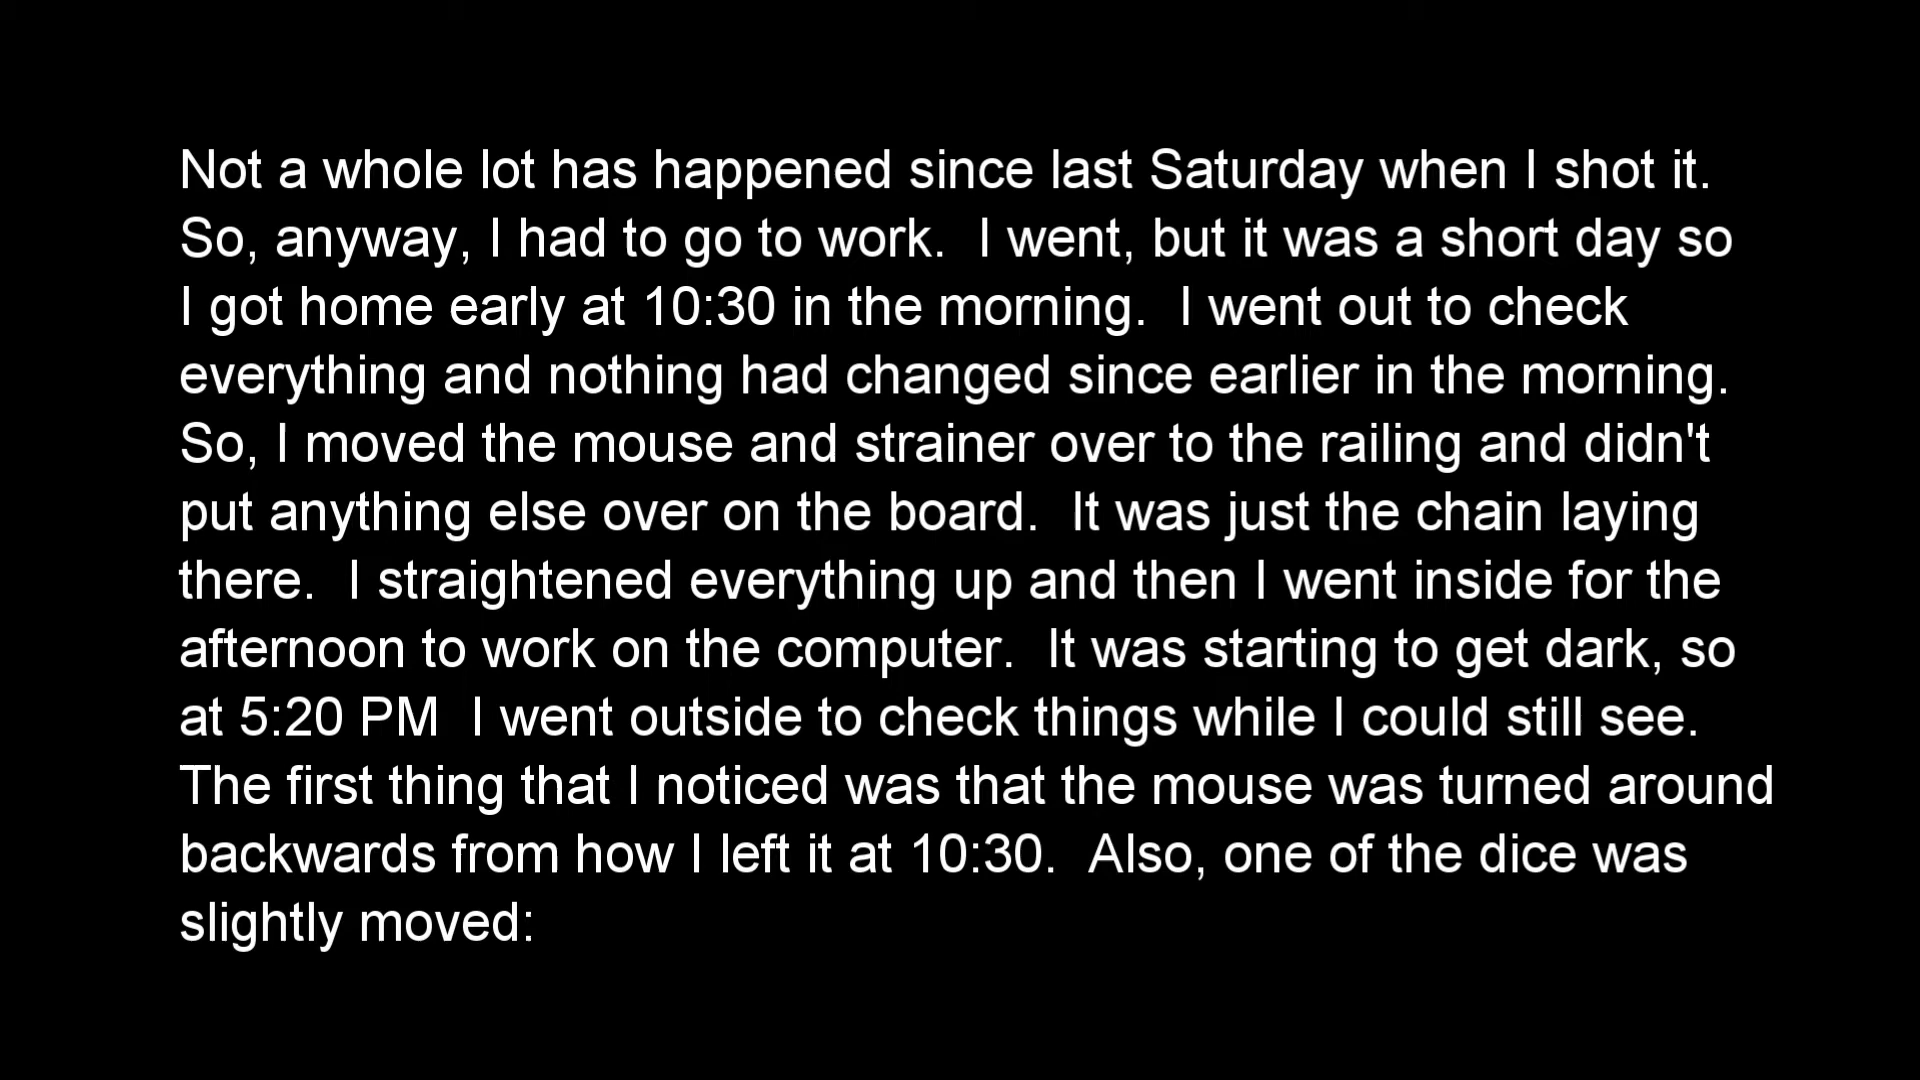 Not a whole lot has happened since last Saturday when I shot it.
So, anyway, I had to go to work.  I went, but it was a short day so
I got home early at 10:30 in the morning.  I went out to check
everything and nothing had changed since earlier in the morning.
So, I moved the mouse and strainer over to the railing and didn't
put anything else over on the board.  It was just the chain laying
there.  I straightened everything up and then I went inside for the
afternoon to work on the computer.  It was starting to get dark, so
at 5:20 PM  I went outside to check things while I could still see.
The first thing that I noticed was that the mouse was turned around
backwards from how I left it at 10:30.  Also, one of the dice was
slightly moved: